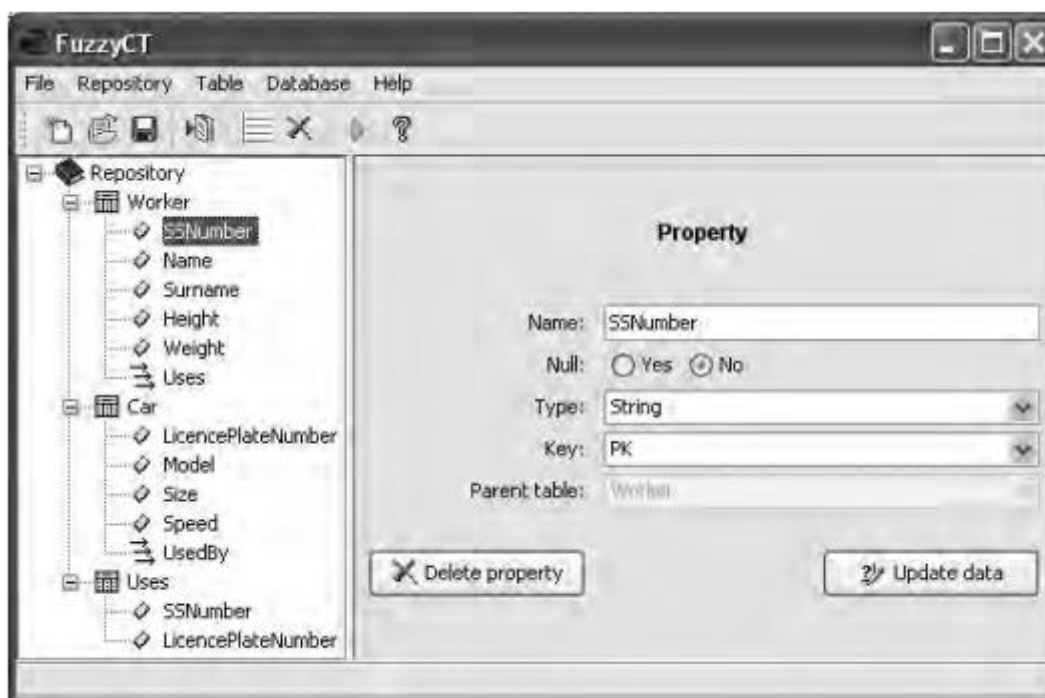 FuzzyCT
File Repository Table Database Help
Repository
Worker
SSNumber
Name
Surname
Height
Weight
Uses
Car
LicencePlateNumber
Model
Size
Speed
UsedBy
Uses
SSNumber
LicencePlateNumber
Property
Name: SSNumber
Null: Yes No
Type: String
Key: PK
Parent table: Worker
Delete property
Update data